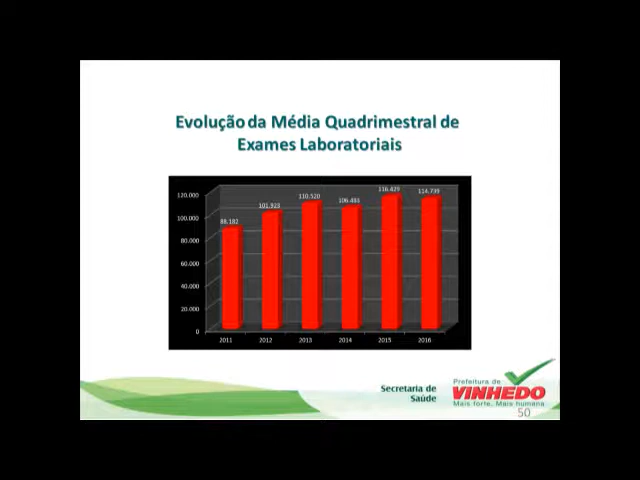 Evolução da Média Quadrimestral de
Exames Laboratoriais
120.000
100.000
80.000
60.000
40.000
20.000
0
88.182
101.923
110.520
106.493
116.429
114.799
2011
2012
2013
2014
2015
2016
Secretaria de
Saúde
Prefeitura de
VINHEDO
Mais forte, Mais humana
50